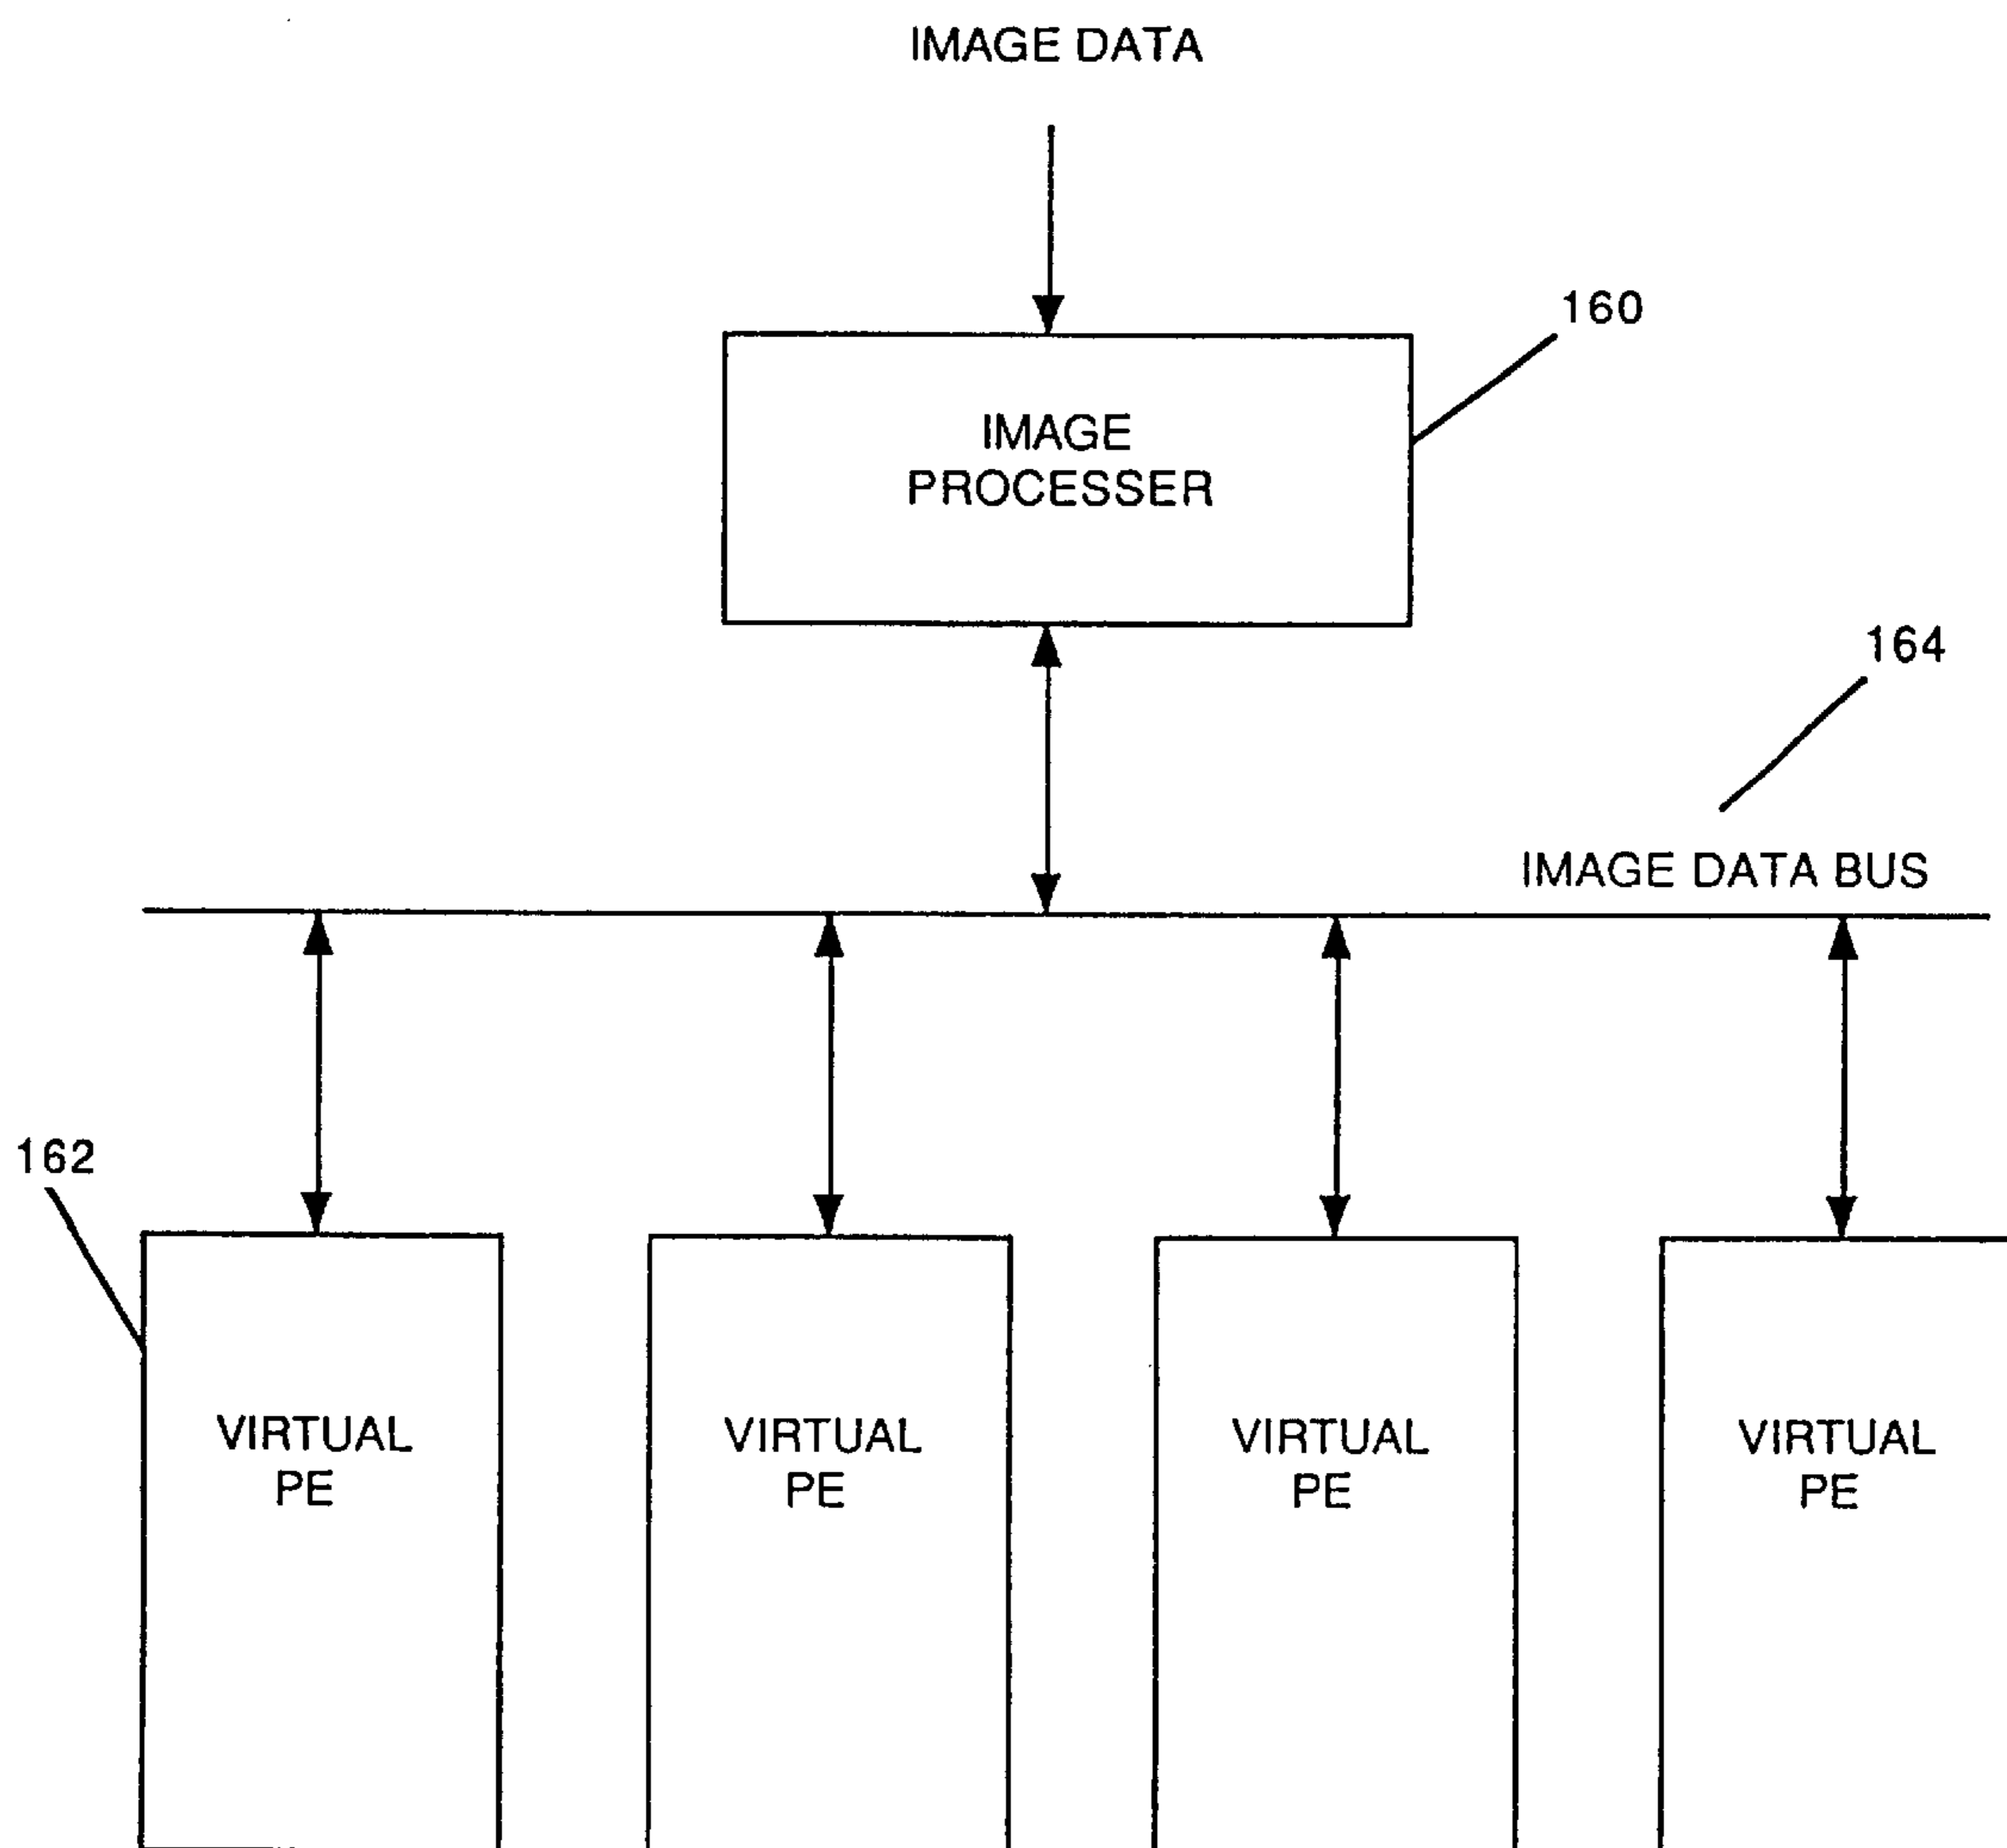 IMAGE DATA
160
IMAGE
PROCESSER
164
IMAGE DATA BUS
162
VIRTUAL
PE
VIRTUAL
PE
VIRTUAL
PE
VIRTUAL
PE